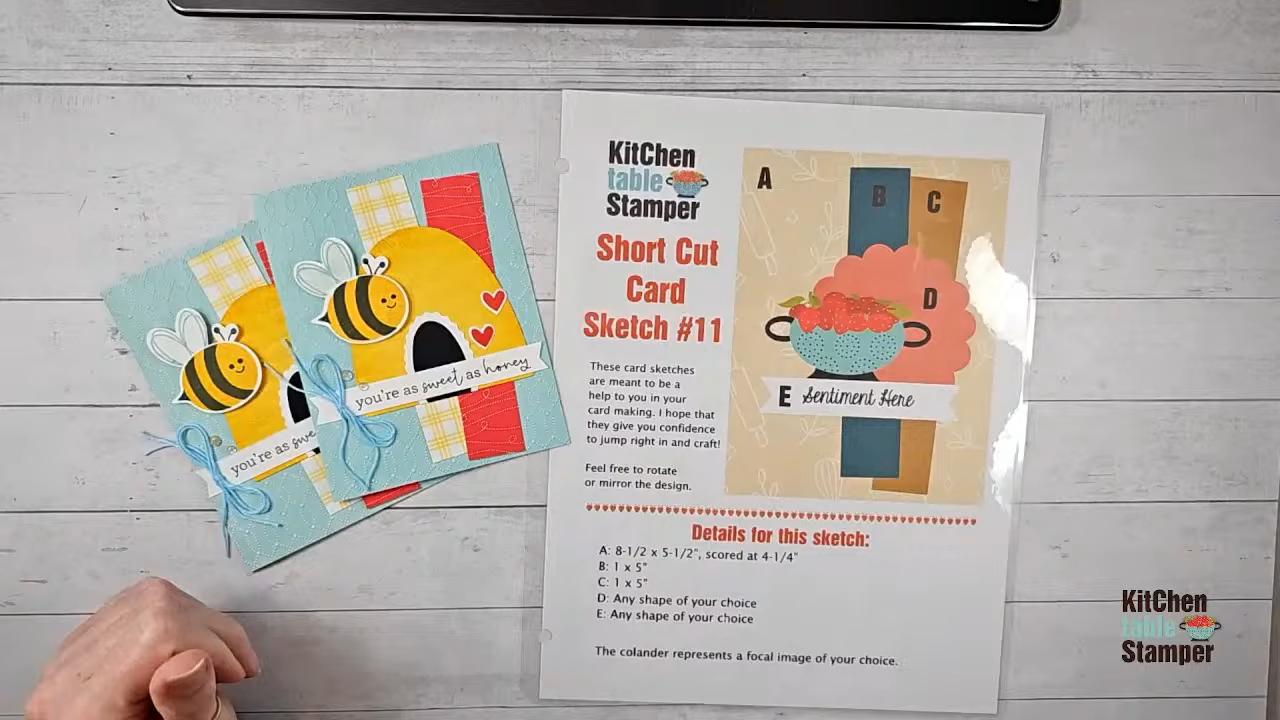 you're as sweet as honey
you're as swe
KitChen
table
Stamper
Short Cut
Card
Sketch #11
These card sketches
are meant to be a
help to you in your
card making. I hope that
they give you confidence
to jump right in and craft!
Feel free to rotate
or mirror the design.
A
B
C
D
E Sentiment Here
Details for this sketch:
A: 8-1/2 x 5-1/2", scored at 4-1/4"
B: 1 x 5"
C: 1 x 5"
D: Any shape of your choice
E: Any shape of your choice
The colander represents a focal image of your choice.
KitChen
table
Stamper